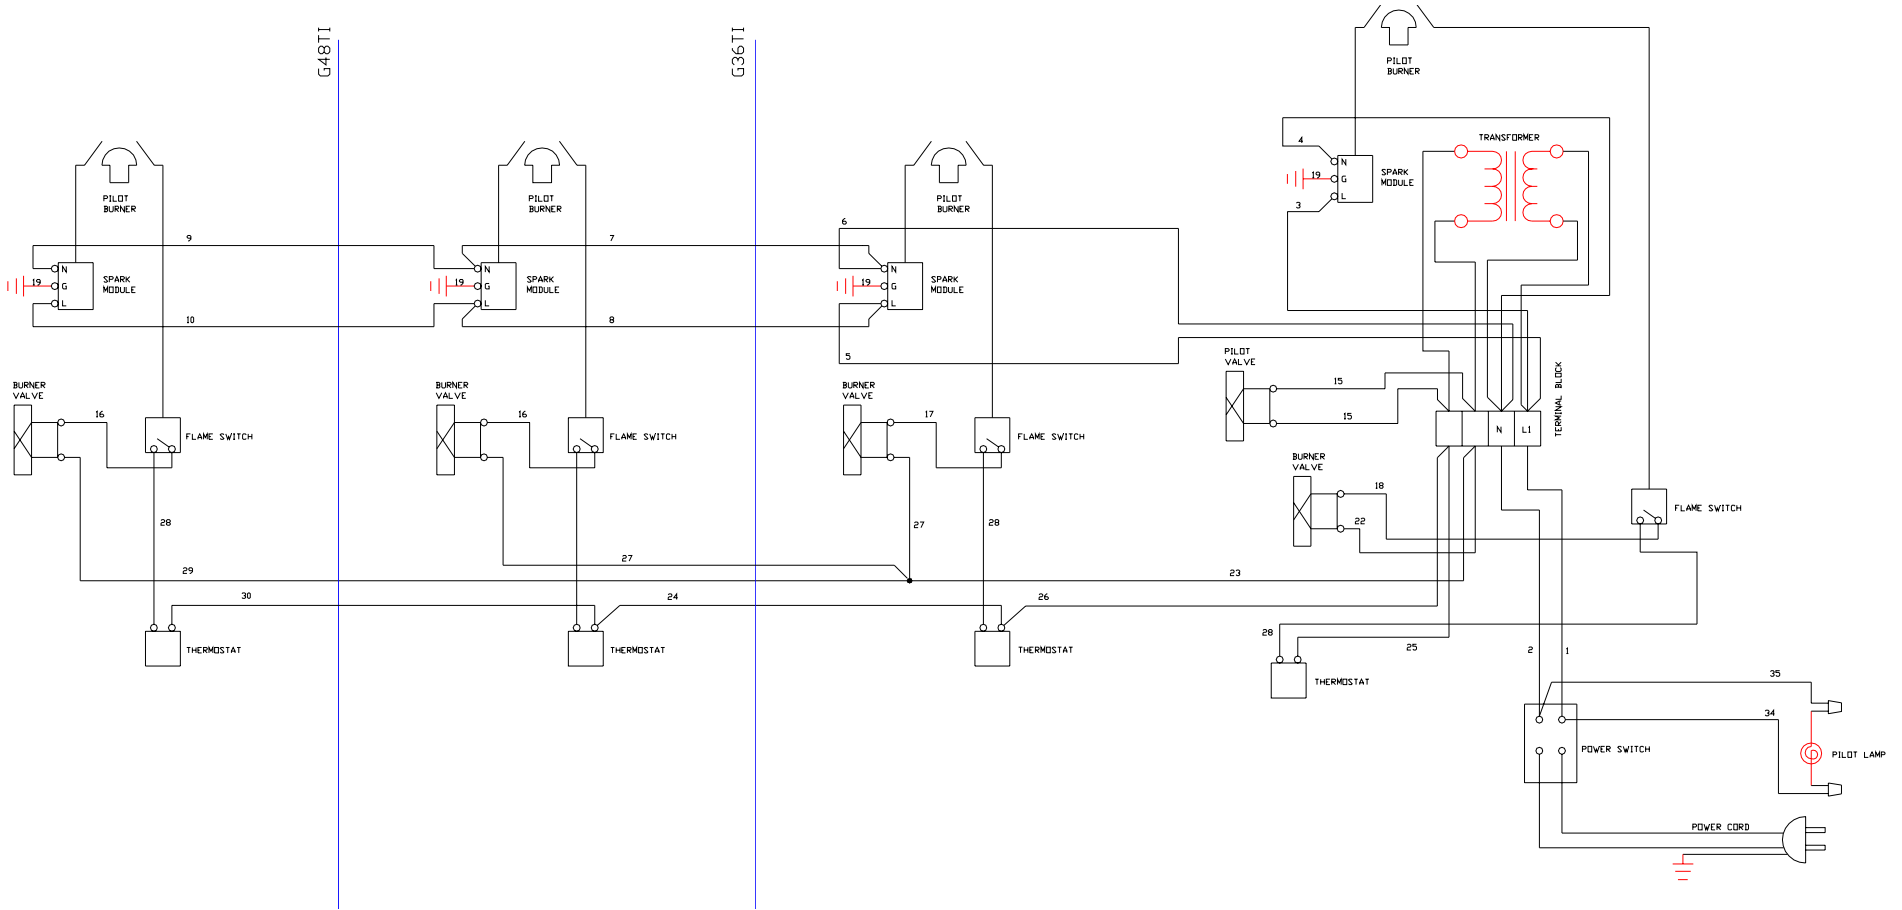 G48TI
G36TI
PILOT
BURNER
TRANSFORMER
4
N
19
G
L
3
SPARK
MODULE
PILOT
BURNER
PILOT
BURNER
PILOT
BURNER
9
7
6
N
19
G
L
SPARK
MODULE
N
19
G
L
SPARK
MODULE
N
19
G
L
SPARK
MODULE
10
8
5
PILOT
VALVE
15
15
TERMINAL BLOCK
N
L1
BURNER
VALVE
16
FLAME SWITCH
BURNER
VALVE
16
FLAME SWITCH
BURNER
VALVE
17
FLAME SWITCH
BURNER
VALVE
18
22
FLAME SWITCH
28
27
28
27
29
23
30
24
26
28
25
THERMOSTAT
THERMOSTAT
THERMOSTAT
THERMOSTAT
2
1
35
34
POWER SWITCH
PILOT LAMP
POWER CORD